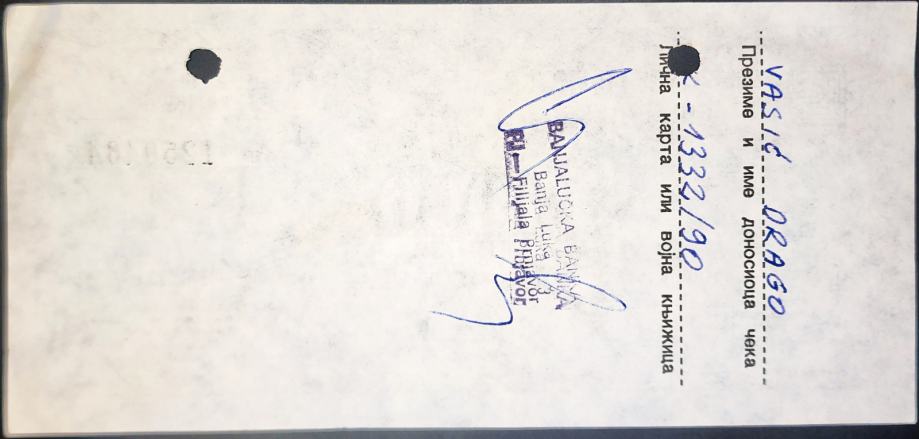 VASIĆ DRAGO
Презиме и име доносиоца чека
K-1332/90
Лична карта или војна књижица
BANJALUČKA BANKA
Banja Luka
Filijala Prnjavor